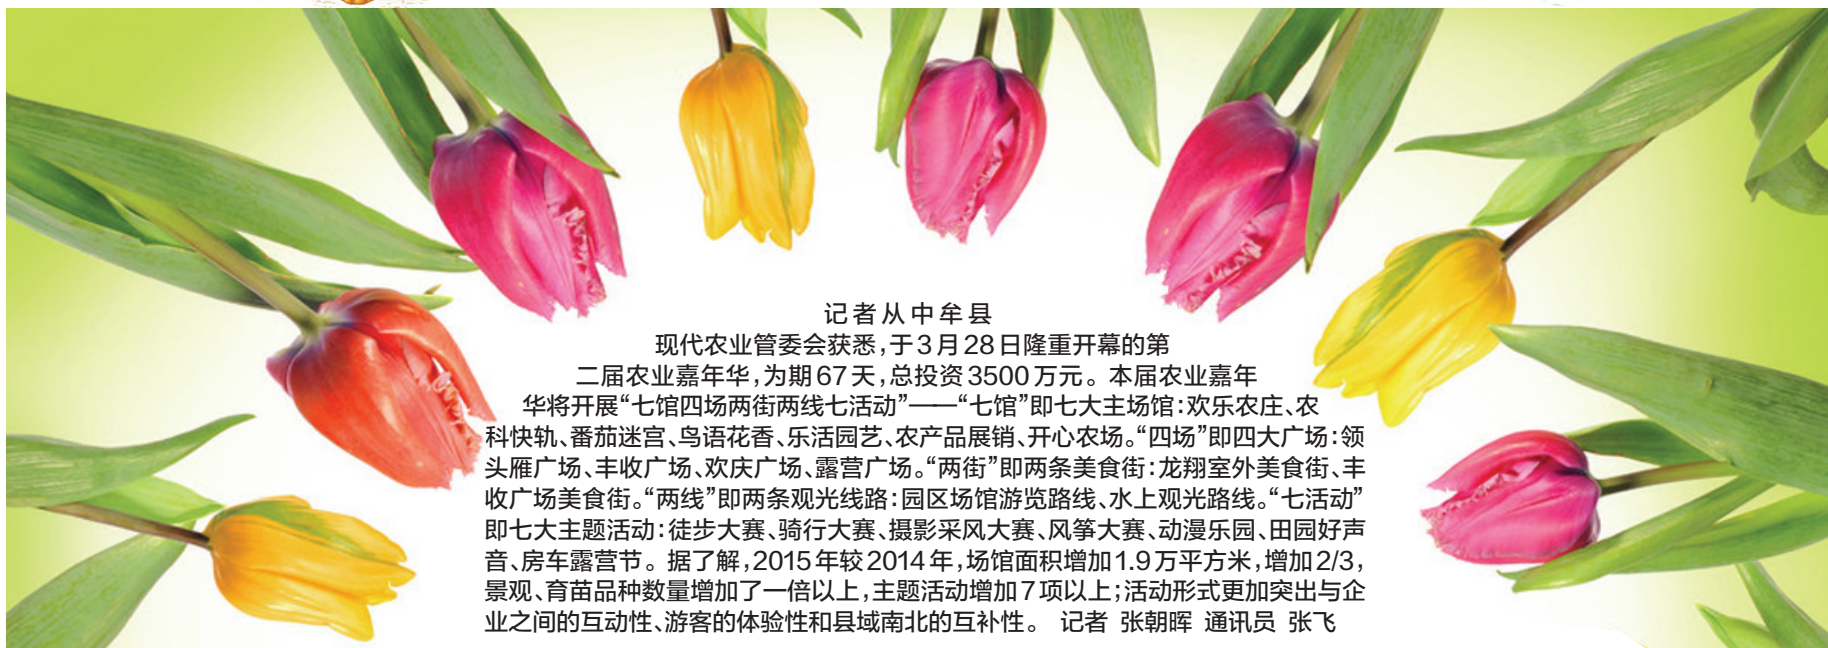 记者从中牟县
现代农业管委会获悉，于3月28日隆重开幕的第
二届农业嘉年华，为期67天，总投资3500万元。本届农业嘉年
华将开展“七馆四场两街两线七活动”——“七馆”即七大主场馆：欢乐农庄、农
科快轨、番茄迷宫、鸟语花香、乐活园艺、农产品展销、开心农场。“四场”即四大广场：领
头雁广场、丰收广场、欢庆广场、露营广场。“两街”即两条美食街：龙翔室外美食街、丰
收广场美食街。“两线”即两条观光线路：园区场馆游览路线、水上观光路线。“七活动”
即七大主题活动：徒步大赛、骑行大赛、摄影采风大赛、风筝大赛、动漫乐园、田园好声
音、房车露营节。据了解，2015年较2014年，场馆面积增加1.9万平方米，增加2/3，
景观、育苗品种数量增加了一倍以上，主题活动增加7项以上；活动形式更加突出与企
业之间的互动性、游客的体验性和县域南北的互补性。 记者 张朝晖 通讯员 张飞